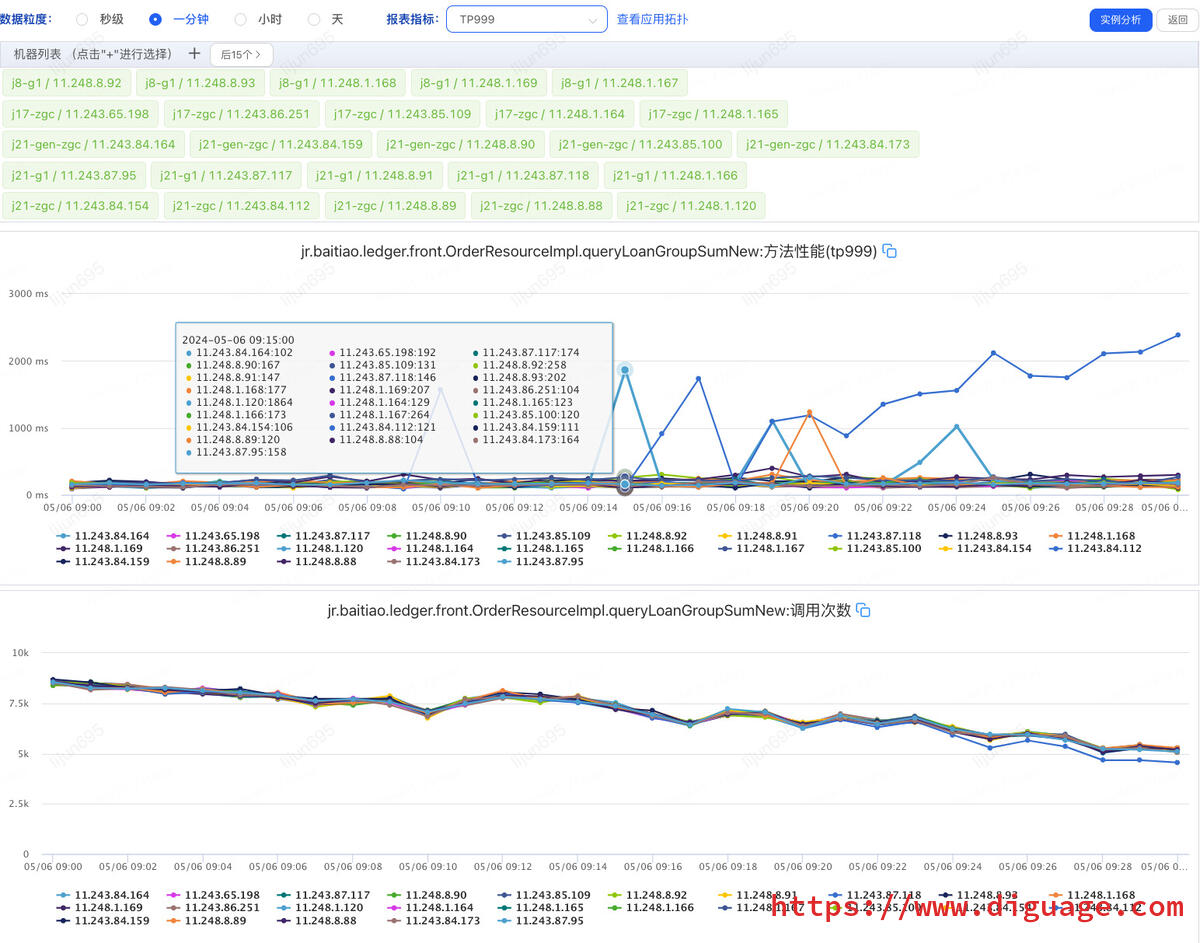 数据粒度： 秒级 一分钟 小时 天 报表指标： TP999 查看应用拓扑 实例分析 返回
机器列表 (点击"+"进行选择) + 后15个 >
j8-g1 / 11.248.8.92 j8-g1 / 11.248.8.93 j8-g1 / 11.248.1.168 j8-g1 / 11.248.1.169 j8-g1 / 11.248.1.167
j17-zgc / 11.243.65.198 j17-zgc / 11.243.86.251 j17-zgc / 11.243.85.109 j17-zgc / 11.248.1.164 j17-zgc / 11.248.1.165
j21-gen-zgc / 11.243.84.164 j21-gen-zgc / 11.243.84.159 j21-gen-zgc / 11.248.8.90 j21-gen-zgc / 11.243.85.100 j21-gen-zgc / 11.243.84.173
j21-g1 / 11.243.87.95 j21-g1 / 11.243.87.117 j21-g1 / 11.248.8.91 j21-g1 / 11.243.87.118 j21-g1 / 11.248.1.166
j21-zgc / 11.243.84.154 j21-zgc / 11.243.84.112 j21-zgc / 11.248.8.89 j21-zgc / 11.248.8.88 j21-zgc / 11.248.1.120
jr.baitiao.ledger.front.OrderResourceImpl.queryLoanGroupSumNew:方法性能(tp999)
3000 ms
2000 ms
1000 ms
0 ms
2024-05-06 09:15:00
11.243.84.164:102 11.243.65.198:192 11.243.87.117:174
11.248.8.90:167 11.243.85.109:131 11.248.8.92:258
11.248.8.91:147 11.243.87.118:146 11.248.8.93:202
11.248.1.168:177 11.248.1.169:207 11.243.86.251:104
11.248.1.120:1864 11.248.1.164:129 11.248.1.165:123
11.248.1.166:173 11.248.1.167:264 11.243.85.100:120
11.243.84.154:106 11.243.84.112:121 11.243.84.159:111
11.248.8.89:120 11.248.8.88:104 11.243.84.173:164
11.243.87.95:158
05/06 09:00 05/06 09:02 05/06 09:04 05/06 09:06 05/06 09:08 05/06 09:10 05/06 09:12 05/06 09:14 05/06 09:16 05/06 09:18 05/06 09:20 05/06 09:22 05/06 09:24 05/06 09:26 05/06 09:28 05/06 0...
11.243.84.164 11.243.65.198 11.243.87.117 11.248.8.90 11.243.85.109 11.248.8.92 11.248.8.91 11.243.87.118 11.248.8.93 11.248.1.168
11.248.1.169 11.243.86.251 11.248.1.120 11.248.1.164 11.248.1.165 11.248.1.166 11.248.1.167 11.243.85.100 11.243.84.154 11.243.84.112
11.243.84.159 11.248.8.89 11.248.8.88 11.243.84.173 11.243.87.95
jr.baitiao.ledger.front.OrderResourceImpl.queryLoanGroupSumNew:调用次数
10k
7.5k
5k
2.5k
0
05/06 09:00 05/06 09:02 05/06 09:04 05/06 09:06 05/06 09:08 05/06 09:10 05/06 09:12 05/06 09:14 05/06 09:16 05/06 09:18 05/06 09:20 05/06 09:22 05/06 09:24 05/06 09:26 05/06 09:28 05/06 0...
11.243.84.164 11.243.65.198 11.243.87.117 11.248.8.90 11.243.85.109 11.248.8.92 11.248.8.91 11.243.87.118 11.248.8.93 11.248.1.168
11.248.1.169 11.243.86.251 11.248.1.120 11.248.1.164 11.248.1.165 11.248.1.166 11.248.1.167 11.243.85.100 11.243.84.112
11.243.84.159 11.248.8.89 11.248.8.88 11.243.84.173 11.243.87.95
https://www.diguage.com
lijun695